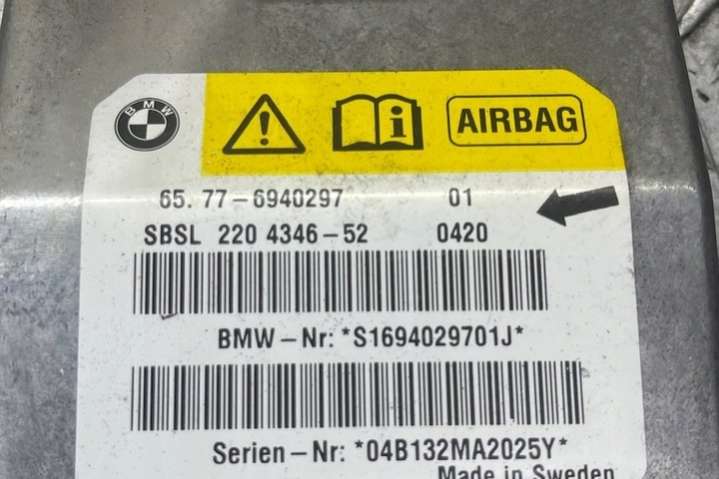 BMW
AIRBAG
65. 77-6940297 01
SBSL 220 4346-52 0420
BMW-Nr: *S1694029701J*
Serien-Nr: *04B132MA2025Y*
Made in Sweden